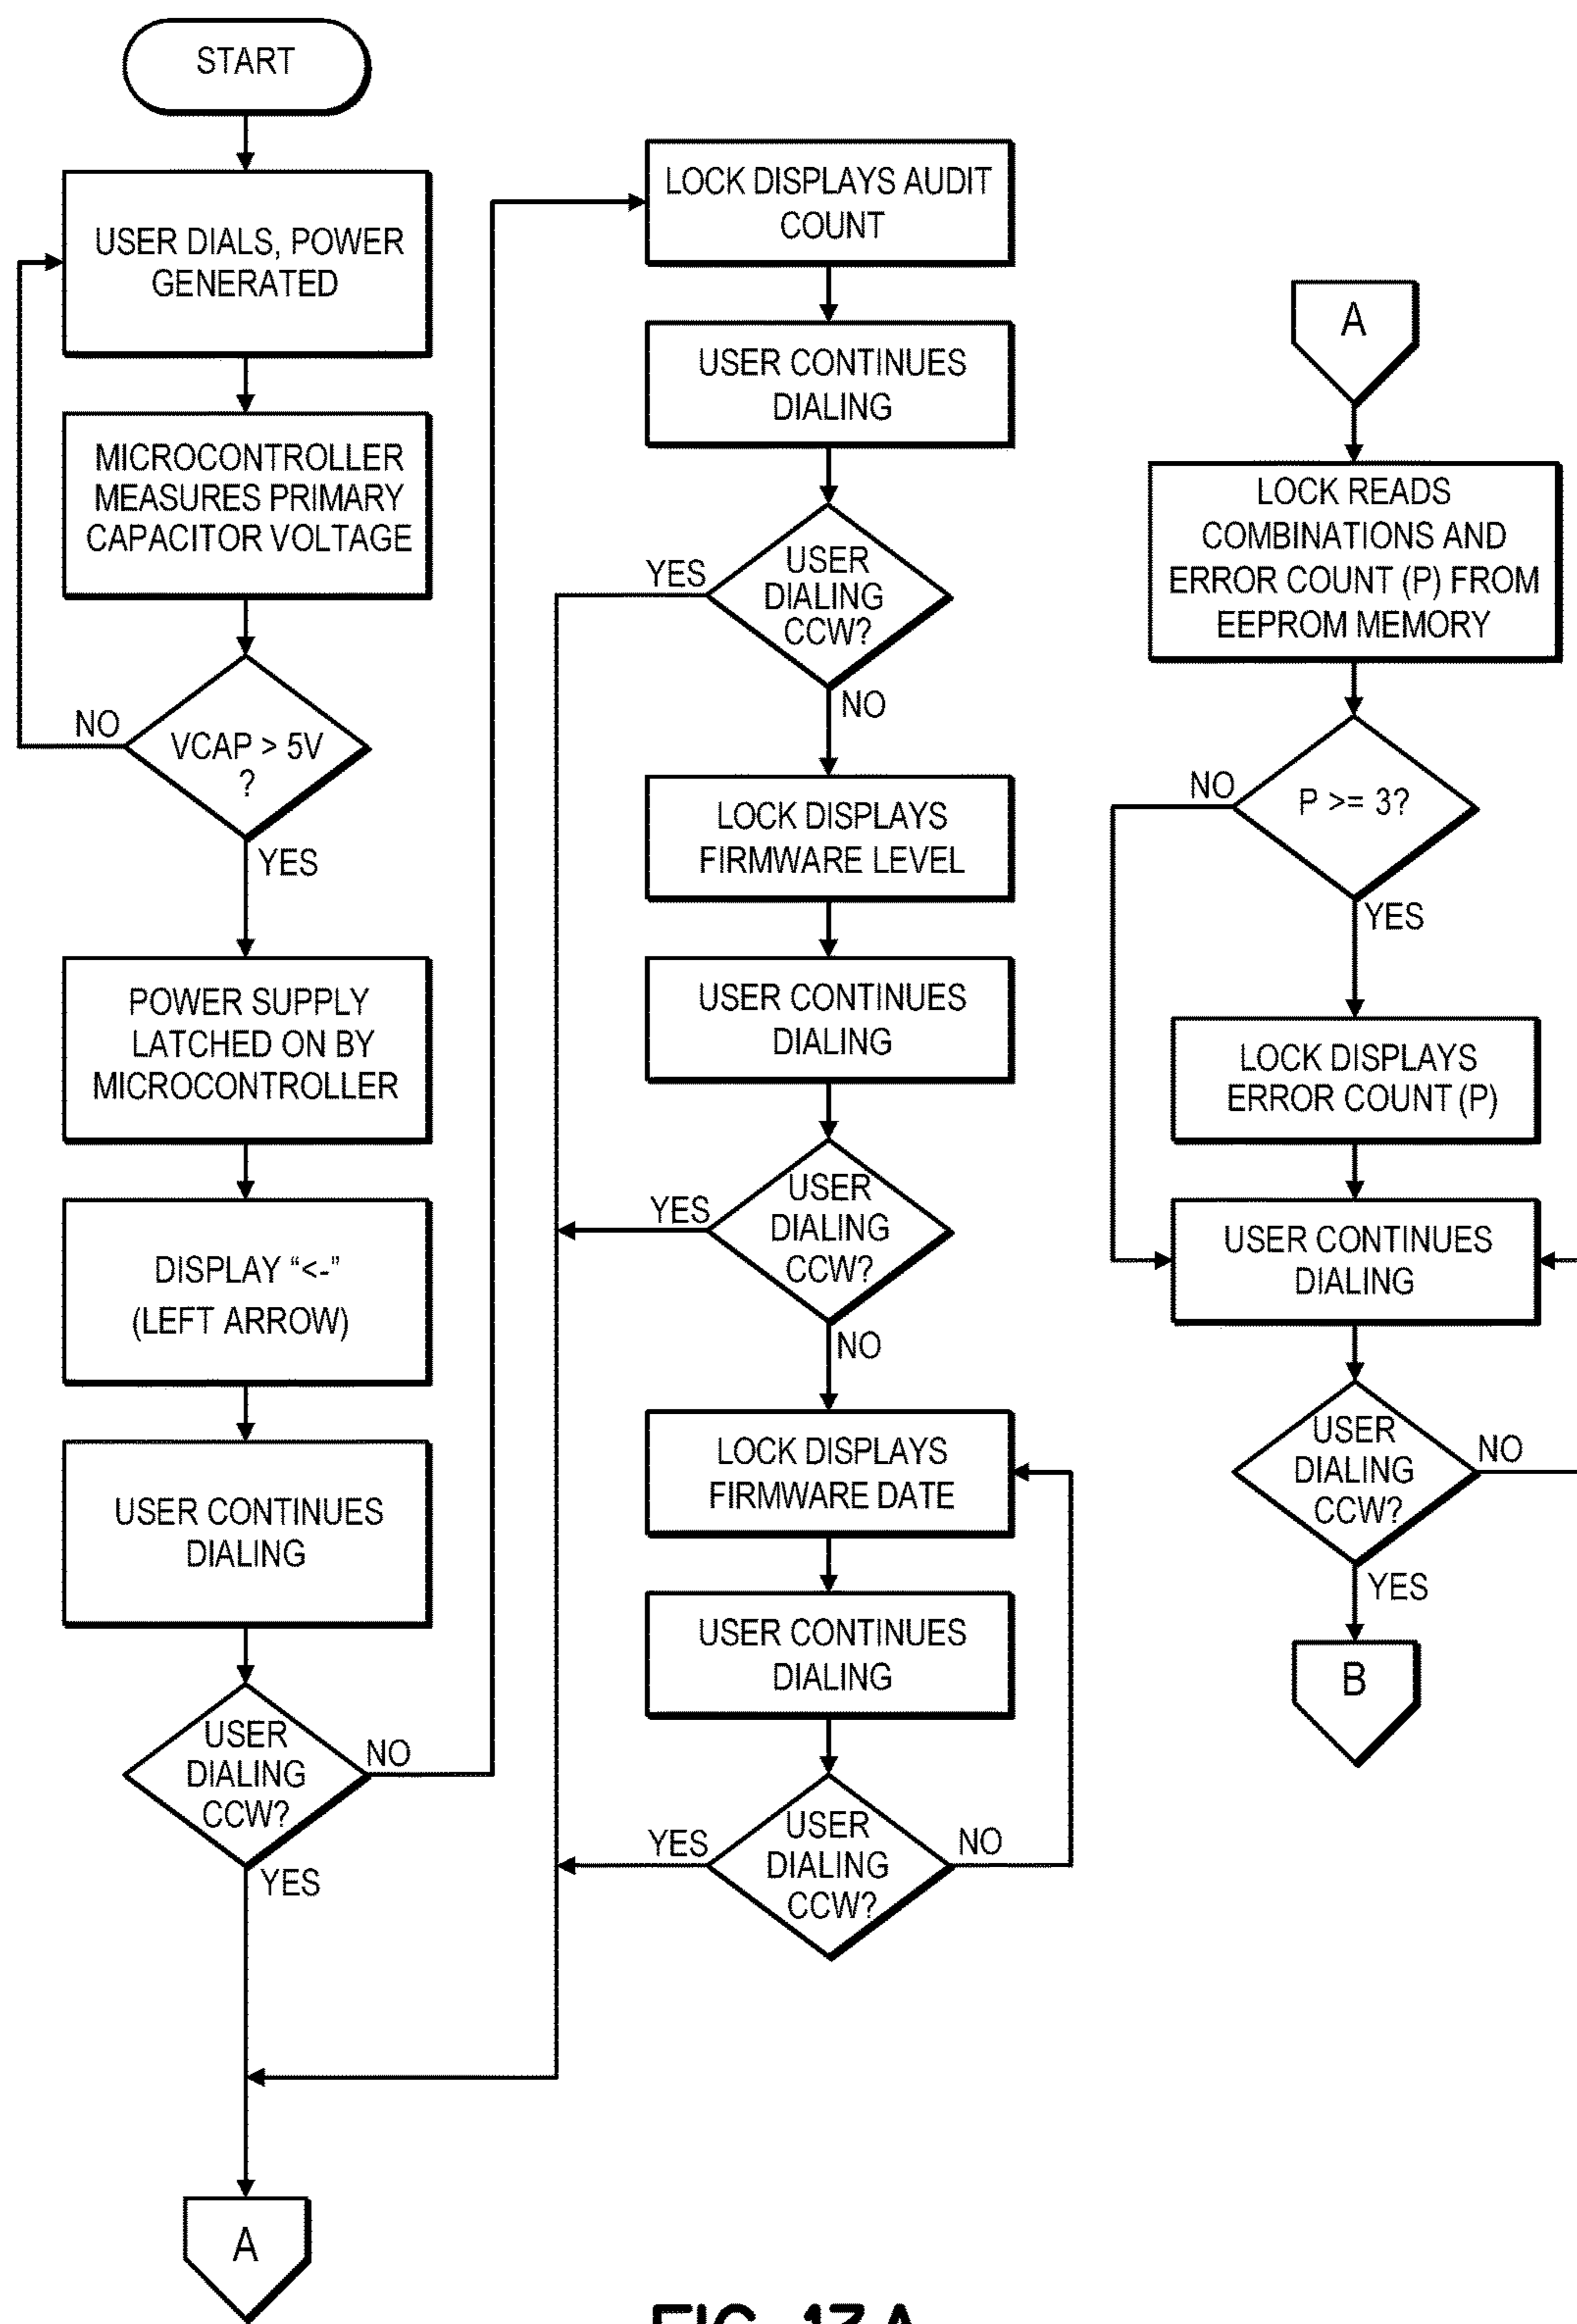 START
USER DIALS, POWER
GENERATED
MICROCONTROLLER
MEASURES PRIMARY
CAPACITOR VOLTAGE
NO
VCAP > 5V
?
YES
POWER SUPPLY
LATCHED ON BY
MICROCONTROLLER
DISPLAY “<-”
(LEFT ARROW)
USER CONTINUES
DIALING
USER
DIALING
CCW?
NO
YES
A
LOCK DISPLAYS AUDIT
COUNT
USER CONTINUES
DIALING
YES
USER
DIALING
CCW?
NO
LOCK DISPLAYS
FIRMWARE LEVEL
USER CONTINUES
DIALING
YES
USER
DIALING
CCW?
NO
LOCK DISPLAYS
FIRMWARE DATE
USER CONTINUES
DIALING
YES
USER
DIALING
CCW?
NO
A
LOCK READS
COMBINATIONS AND
ERROR COUNT (P) FROM
EEPROM MEMORY
NO
P >= 3?
YES
LOCK DISPLAYS
ERROR COUNT (P)
USER CONTINUES
DIALING
USER
DIALING
CCW?
NO
YES
B
FIG. 17A